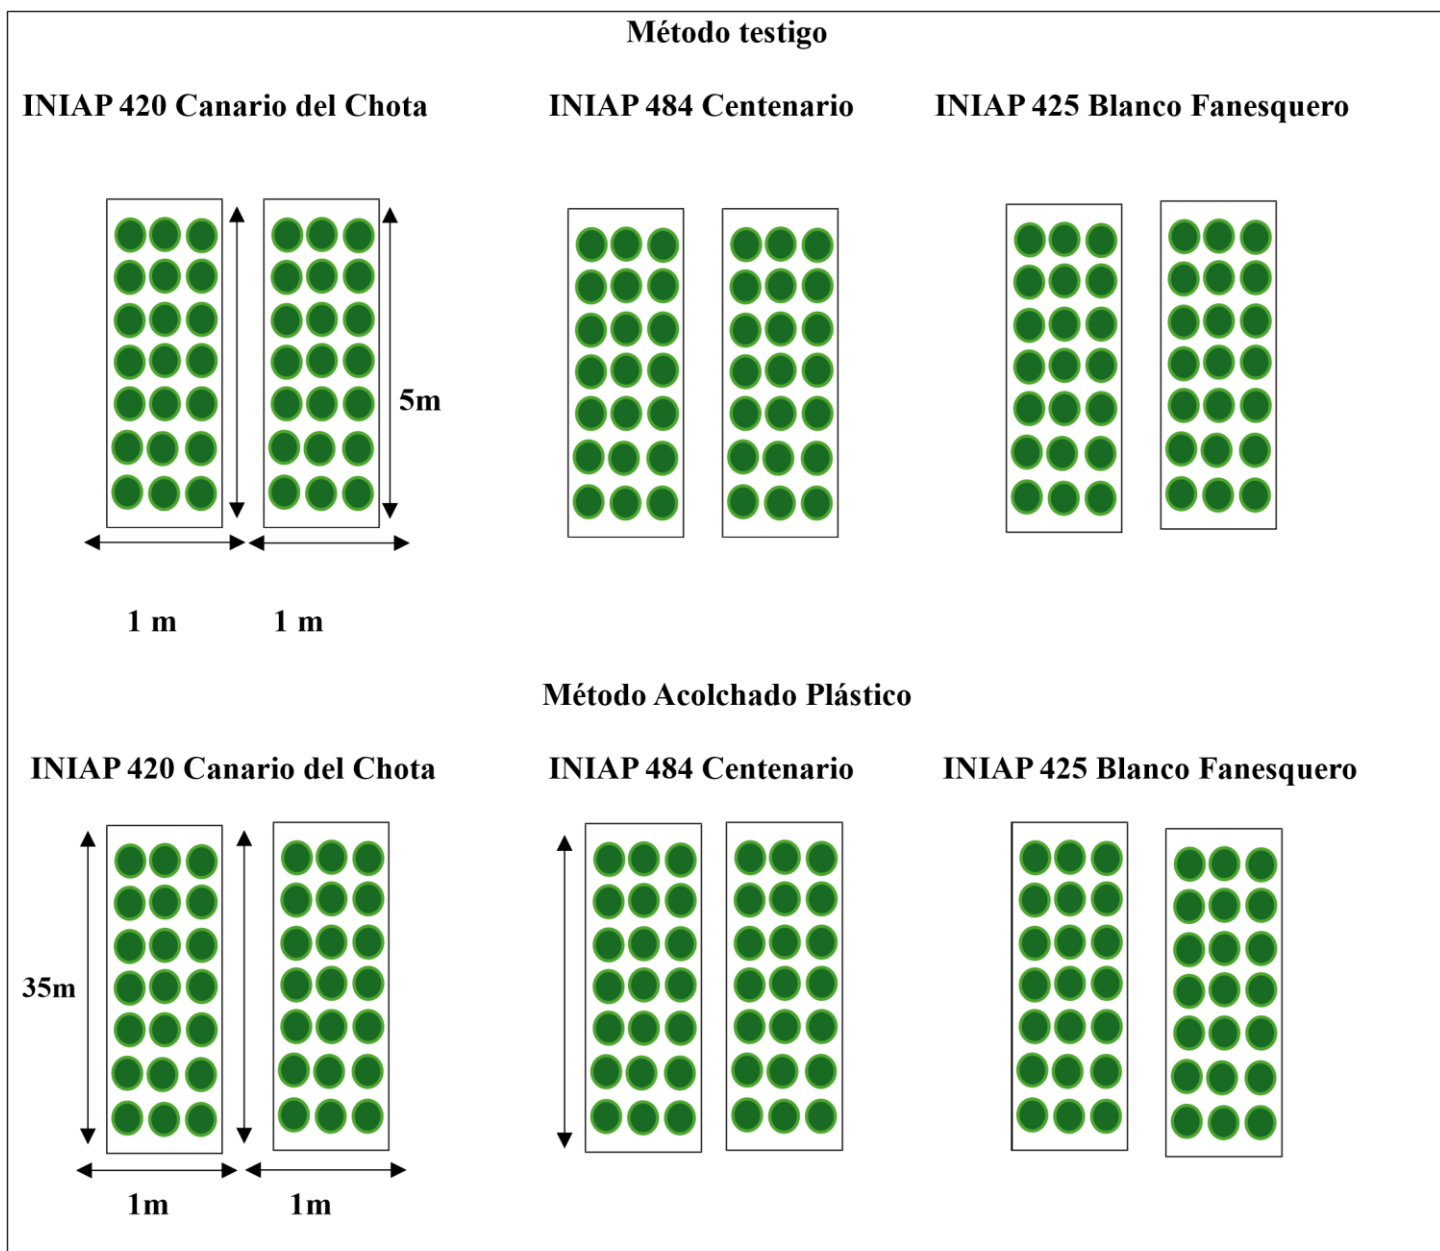 Método testigo
INIAP 420 Canario del Chota
INIAP 484 Centenario
INIAP 425 Blanco Fanesquero
5m
1 m
1 m
Método Acolchado Plástico
INIAP 420 Canario del Chota
INIAP 484 Centenario
INIAP 425 Blanco Fanesquero
35m
1m
1m